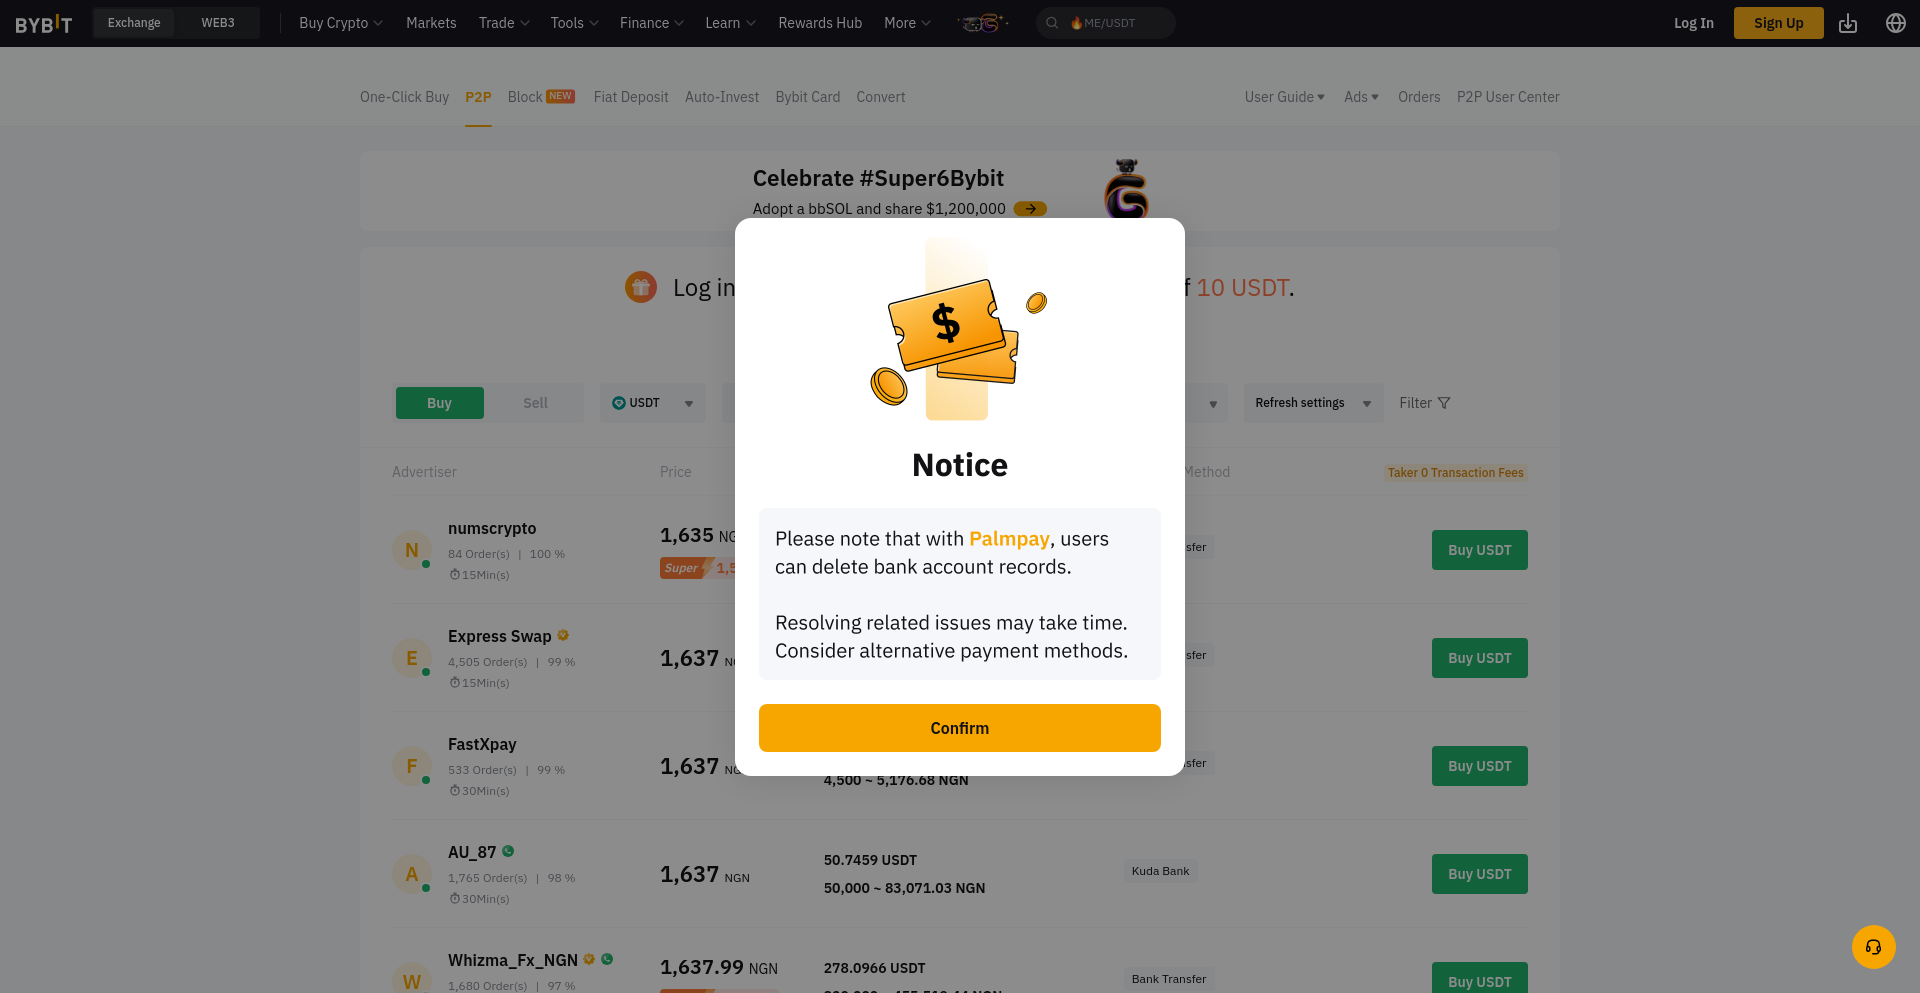 BYBIT
Exchange
WEB3
Buy Crypto
Markets
Trade
Tools
Finance
Learn
Rewards Hub
More
ME/USDT
Log In
Sign Up
One-Click Buy
P2P
Block NEW
Fiat Deposit
Auto-Invest
Bybit Card
Convert
User Guide
Ads
Orders
P2P User Center
Celebrate #Super6Bybit
Adopt a bbSOL and share $1,200,000
Log in
10 USDT.
Buy
Sell
USDT
Refresh settings
Filter
Advertiser
Price
Method
Taker 0 Transaction Fees
numscrypto
84 Order(s) | 100 %
15Min(s)
1,635
Super
Buy USDT
Express Swap
4,505 Order(s) | 99 %
15Min(s)
1,637
Buy USDT
FastXpay
533 Order(s) | 99 %
30Min(s)
1,637
4,500 ~ 5,176.68 NGN
Buy USDT
AU_87
1,765 Order(s) | 98 %
30Min(s)
1,637 NGN
50.7459 USDT
50,000 ~ 83,071.03 NGN
Kuda Bank
Buy USDT
Whizma_Fx_NGN
1,680 Order(s) | 97 %
1,637.99 NGN
278.0966 USDT
Bank Transfer
Buy USDT
$
Notice
Please note that with Palmpay, users
can delete bank account records.
Resolving related issues may take time.
Consider alternative payment methods.
Confirm
N
E
F
A
W